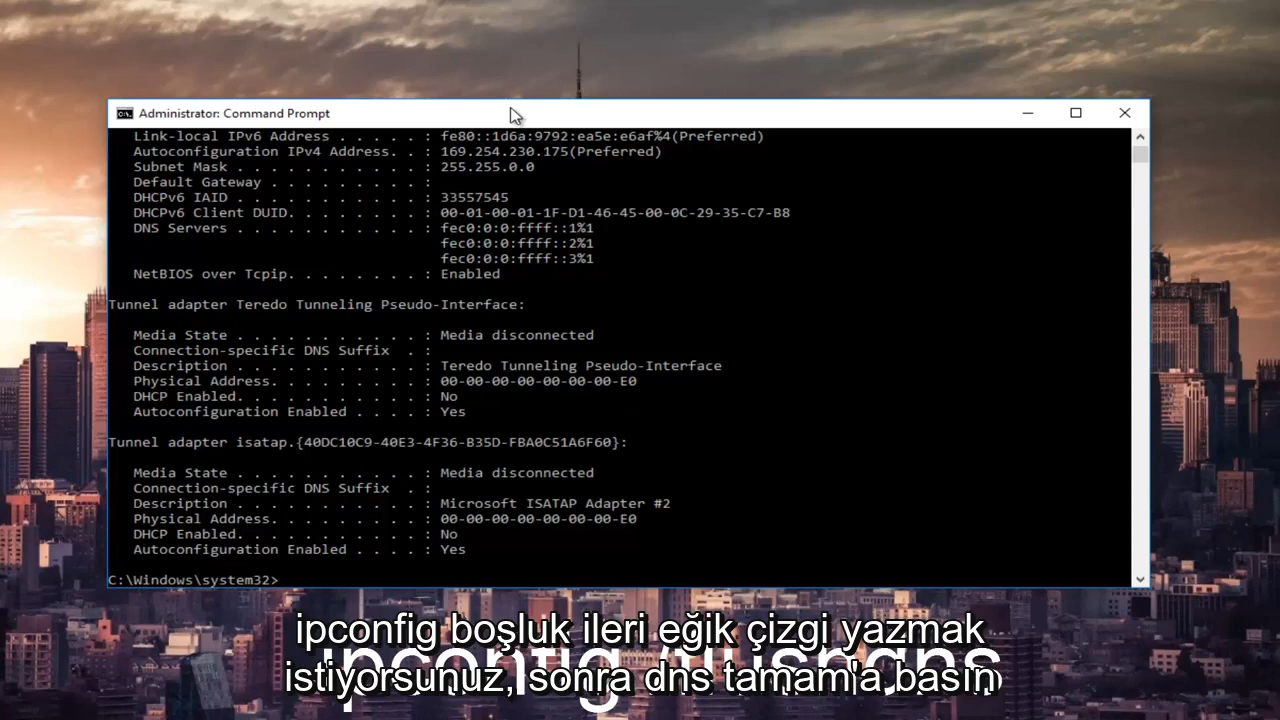 Administrator: Command Prompt
Link-local IPv6 Address . . . . . : fe80::1d6a:9792:ea5e:e6af%4(Preferred)
Autoconfiguration IPv4 Address. . : 169.254.230.175(Preferred)
Subnet Mask . . . . . . . . . . . : 255.255.0.0
Default Gateway . . . . . . . . . :
DHCPv6 IAID . . . . . . . . . . . : 33557545
DHCPv6 Client DUID. . . . . . . . : 00-01-00-01-1F-D1-46-45-00-0C-29-35-C7-B8
DNS Servers . . . . . . . . . . . : fec0:0:0:ffff::1%1
fec0:0:0:ffff::2%1
fec0:0:0:ffff::3%1
NetBIOS over Tcpip. . . . . . . . : Enabled
Tunnel adapter Teredo Tunneling Pseudo-Interface:
Media State . . . . . . . . . . . : Media disconnected
Connection-specific DNS Suffix . :
Description . . . . . . . . . . . : Teredo Tunneling Pseudo-Interface
Physical Address. . . . . . . . . : 00-00-00-00-00-00-00-E0
DHCP Enabled. . . . . . . . . . . : No
Autoconfiguration Enabled . . . . : Yes
Tunnel adapter isatap.{40DC10C9-40E3-4F36-B35D-FBA0C51A6F60}:
Media State . . . . . . . . . . . : Media disconnected
Connection-specific DNS Suffix . :
Description . . . . . . . . . . . : Microsoft ISATAP Adapter #2
Physical Address. . . . . . . . . : 00-00-00-00-00-00-00-E0
DHCP Enabled. . . . . . . . . . . : No
Autoconfiguration Enabled . . . . : Yes
C:\Windows\system32>
ipconfig boşluk ileri eğik çizgi yazmak
istiyorsunuz, sonra dns tamam'a basın
ipconfig /flushdns